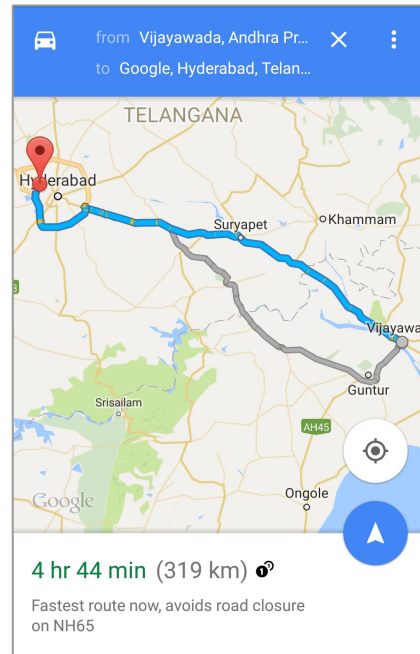 from Vijayawada, Andhra Pr...
to Google, Hyderabad, Telan...
TELANGANA
Hyderabad
Suryapet
Khammam
Vijayawa
Guntur
Srisailam
AH45
Ongole
Google
4 hr 44 min (319 km)
Fastest route now, avoids road closure
on NH65